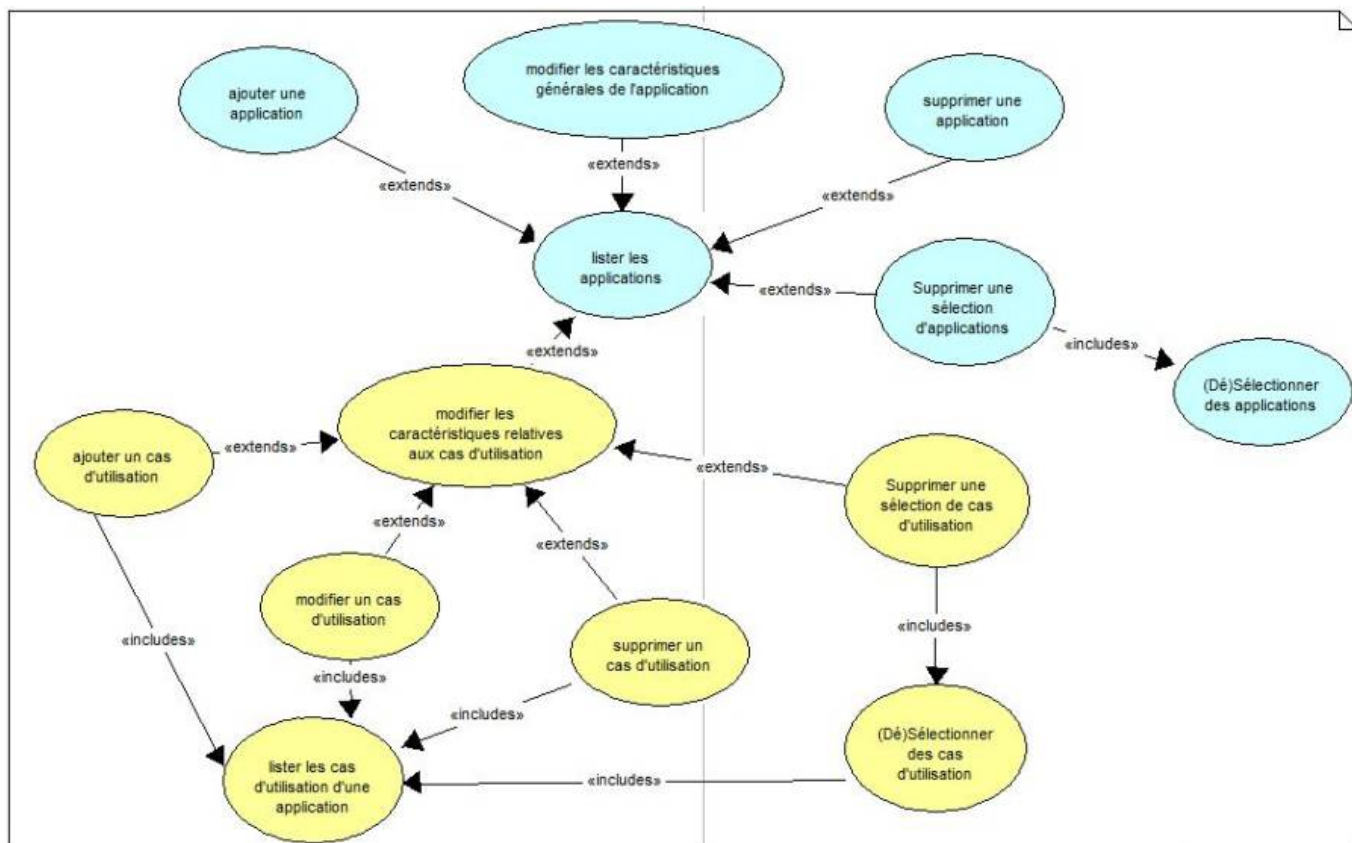 ajouter une
application
modifier les caractéristiques
générales de l'application
supprimer une
application
«extends»
«extends»
«extends»
lister les
applications
«extends»
Supprimer une
sélection
d'applications
«includes»
(Dé)Sélectionner
des applications
«extends»
modifier les
caractéristiques relatives
aux cas d'utilisation
ajouter un cas
d'utilisation
«extends»
«extends»
Supprimer une
sélection de cas
d'utilisation
«extends»
«extends»
modifier un cas
d'utilisation
supprimer un
cas d'utilisation
«includes»
«includes»
«includes»
«includes»
(Dé)Sélectionner
des cas
d'utilisation
lister les cas
d'utilisation d'une
application
«includes»